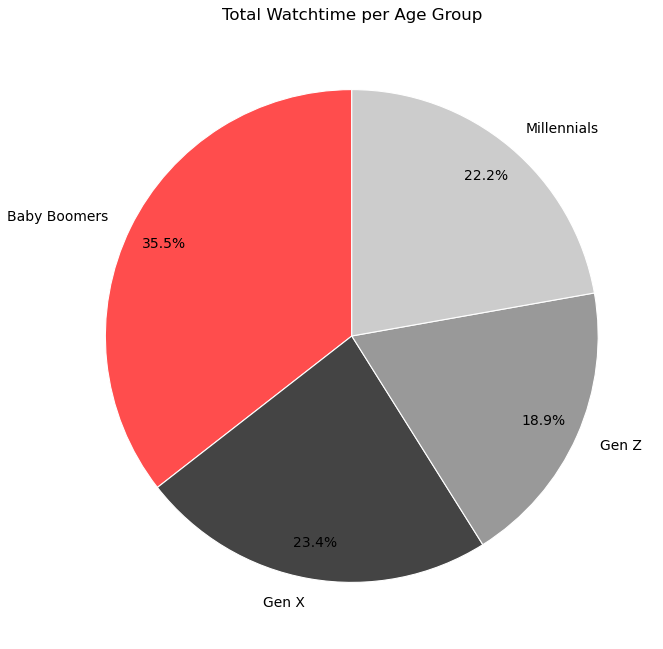 Total Watchtime per Age Group
Millennials
22.2%
Baby Boomers
35.5%
18.9%
Gen Z
23.4%
Gen X